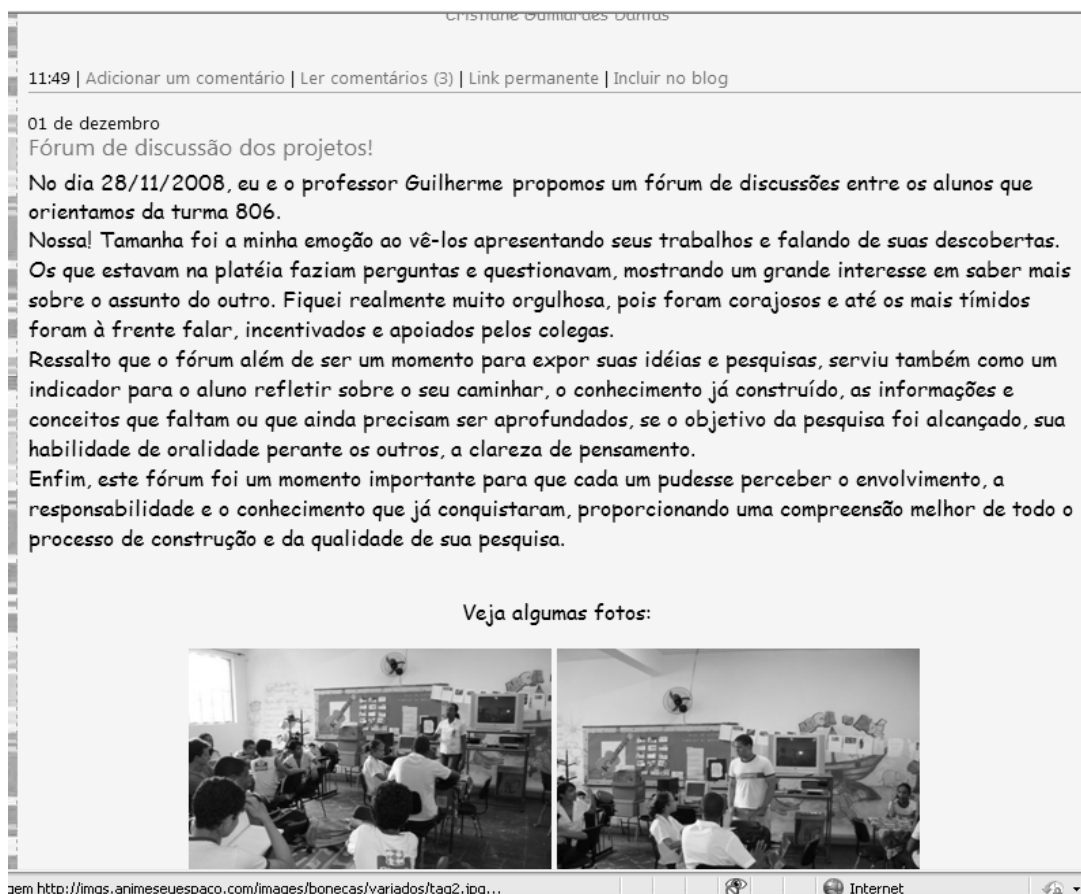 Cristiane Guimarães Dantas
11:49 | Adicionar um comentário | Ler comentários (3) | Link permanente | Incluir no blog
01 de dezembro
Fórum de discussão dos projetos!
No dia 28/11/2008, eu e o professor Guilherme propomos um fórum de discussões entre os alunos que
orientamos da turma 806.
Nossa! Tamanha foi a minha emoção ao vê-los apresentando seus trabalhos e falando de suas descobertas.
Os que estavam na platéia faziam perguntas e questionavam, mostrando um grande interesse em saber mais
sobre o assunto do outro. Fiquei realmente muito orgulhosa, pois foram corajosos e até os mais tímidos
foram à frente falar, incentivados e apoiados pelos colegas.
Ressalto que o fórum além de ser um momento para expor suas idéias e pesquisas, serviu também como um
indicador para o aluno refletir sobre o seu caminhar, o conhecimento já construído, as informações e
conceitos que faltam ou que ainda precisam ser aprofundados, se o objetivo da pesquisa foi alcançado, sua
habilidade de oralidade perante os outros, a clareza de pensamento.
Enfim, este fórum foi um momento importante para que cada um pudesse perceber o envolvimento, a
responsabilidade e o conhecimento que já conquistaram, proporcionando uma compreensão melhor de todo o
processo de construção e da qualidade de sua pesquisa.
Veja algumas fotos:
gem http://imgs.animeseuespaco.com/images/bonecas/variados/tag2.jpg...
Internet